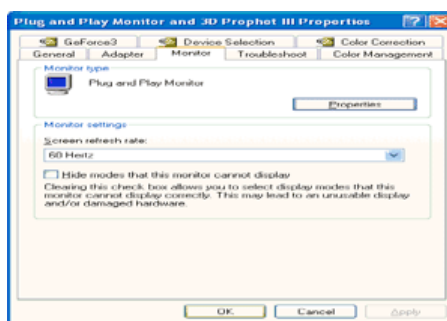 Plug and Play Monitor and 3D Prophet III Properties
GeForce3 Device Selection Color Correction
General Adapter Monitor Troubleshoot Color Management
Monitor type
Plug and Play Monitor
Properties
Monitor settings
Screen refresh rate:
60 Hertz
Hide modes that this monitor cannot display
Clearing this check box allows you to select display modes that this
monitor cannot display correctly. This may lead to an unusable display
and/or damaged hardware.
OK Cancel Apply